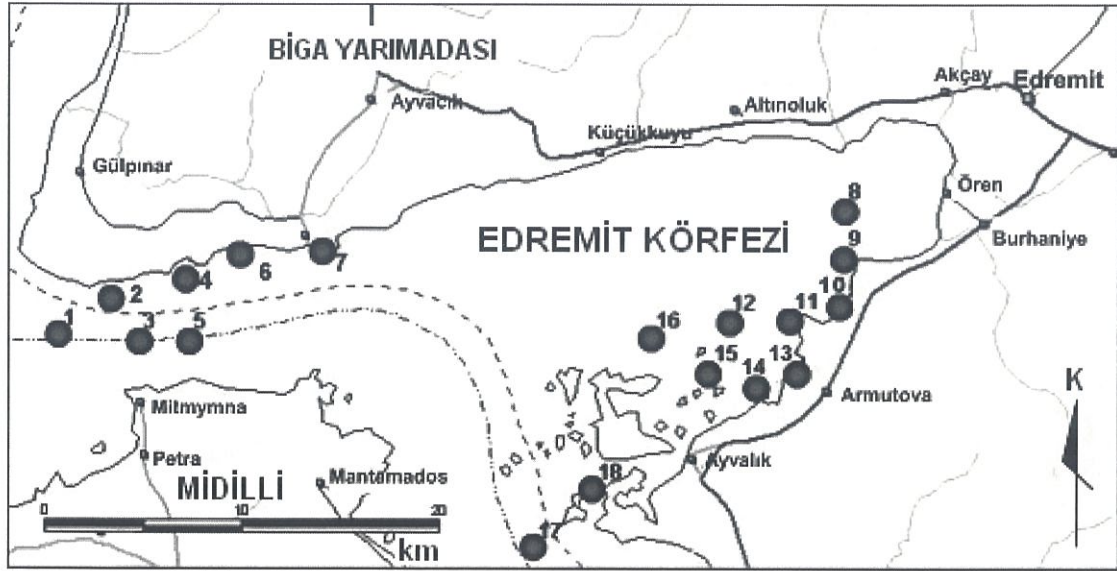 BİGA YARIMADASI
Ayvacık
Akçay
Edremit
Altınoluk
Küçükkuyu
Gülpınar
Ören
8
EDREMİT KÖRFEZİ
Burhaniye
9
6
7
4
2
10
12
11
16
1
3
5
15
14
13
K
Armutova
Mitmymna
Petra
Ayvalık
Mantamados
18
MİDİLLİ
0
10
20
17
km